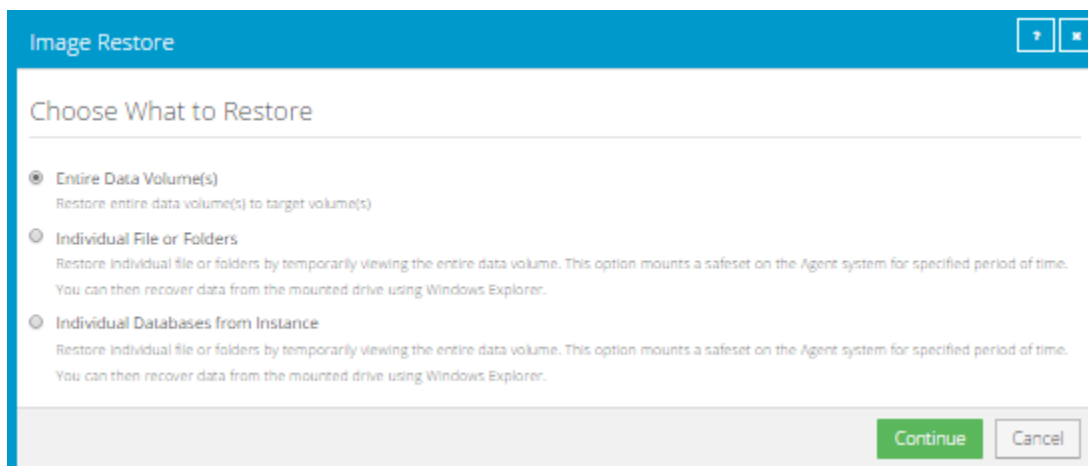 Image Restore
?
Choose What to Restore
Entire Data Volume(s)
Restore entire data volume(s) to target volume(s)
Individual File or Folders
Restore individual file or folders by temporarily viewing the entire data volume. This option mounts a safeset on the Agent system for specified period of time.
You can then recover data from the mounted drive using Windows Explorer.
Individual Databases from Instance
Restore individual file or folders by temporarily viewing the entire data volume. This option mounts a safeset on the Agent system for specified period of time.
You can then recover data from the mounted drive using Windows Explorer.
Continue
Cancel